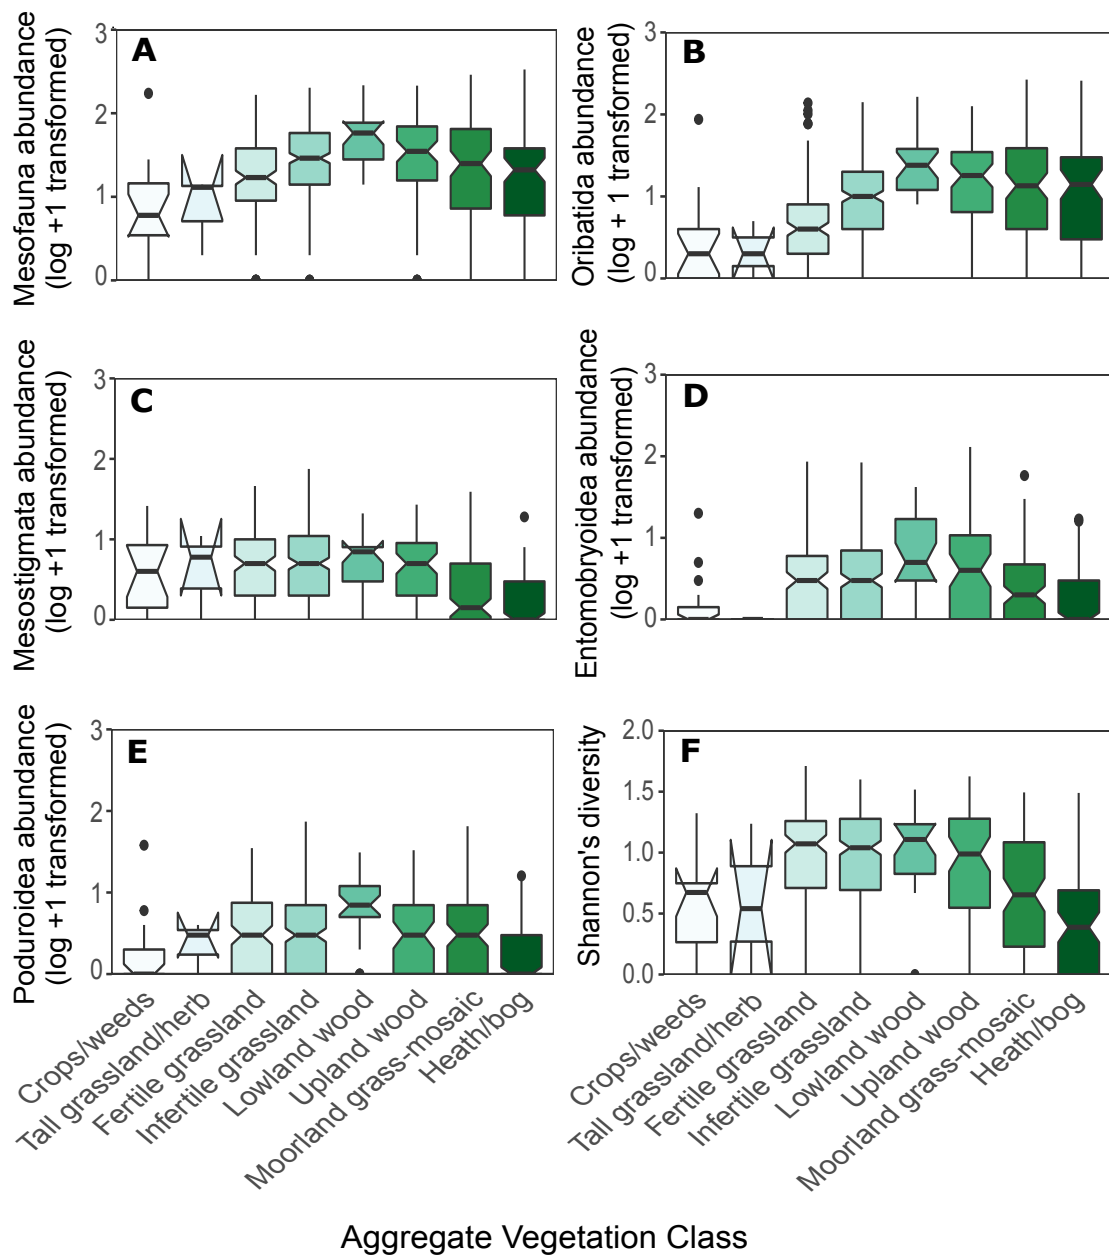 A
Mesofauna abundance
(log +1 transformed)
3
2
1
0
B
Oribatida abundance
(log + 1 transformed)
3
2
1
0
C
Mesostigmata abundance
(log +1 transformed)
3
2
1
0
D
Entomobryoidea abundance
(log +1 transformed)
3
2
1
0
E
Poduroidea abundance
(log +1 transformed)
3
2
1
0
Crops/weeds
Tall grassland/herb
Fertile grassland
Infertile grassland
Lowland wood
Upland wood
Moorland grass-mosaic
Heath/bog
F
Shannon's diversity
2.0
1.5
1.0
0.5
0.0
Crops/weeds
Tall grassland/herb
Fertile grassland
Infertile grassland
Lowland wood
Upland wood
Moorland grass-mosaic
Heath/bog
Aggregate Vegetation Class